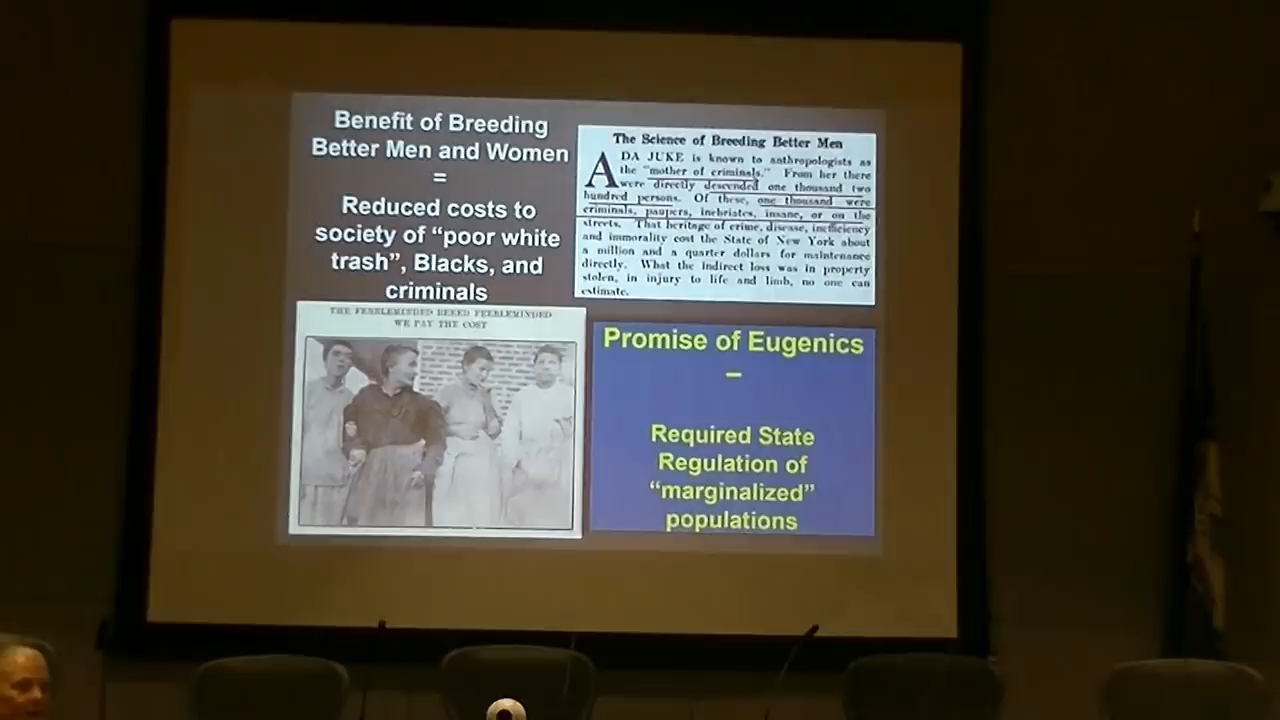 Benefit of Breeding
Better Men and Women
=
Reduced costs to
society of “poor white
trash”, Blacks, and
criminals
The Science of Breeding Better Men
ADA JUKE is known to anthropologists as
the "mother of criminals." From her there
were directly descended one thousand two
hundred persons. Of these, one thousand were
criminals, paupers, inebriates, insane, or on the
streets. That heritage of crime, disease, inefficiency
and immorality cost the State of New York about
a million and a quarter dollars for maintenance
directly. What the indirect loss was in property
stolen, in injury to life and limb, no one can
estimate.
THE FEEBLEMINDED BREED FEEBLEMINDED
WE PAY THE COST
Promise of Eugenics
–
Required State
Regulation of
“marginalized”
populations